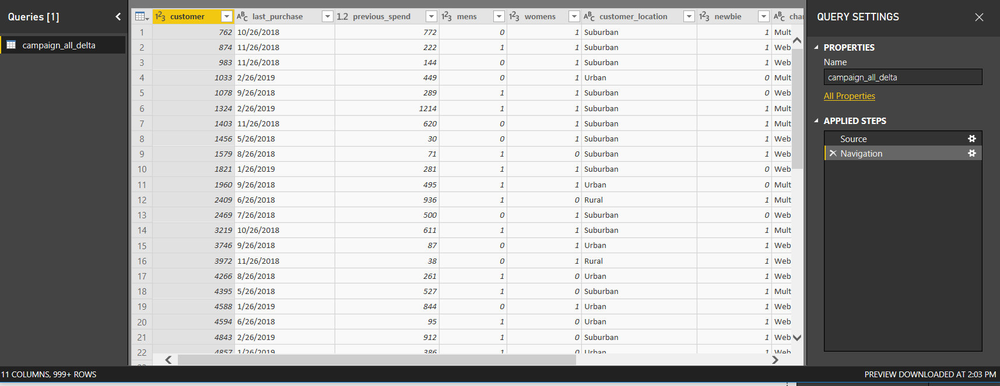 Queries [1]
campaign_all_delta
1²3 customer ABC last_purchase 1.2 previous_spend 1²3 mens 1²3 womens ABC customer_location 1²3 newbie ABC char
1 762 10/26/2018 772 0 1 Suburban 1 Mult
2 874 11/26/2018 222 1 1 Suburban 1 Web
3 983 11/26/2018 144 0 1 Suburban 1 Web
4 1033 2/26/2019 449 0 1 Urban 0 Mult
5 1078 9/26/2018 289 1 1 Suburban 0 Web
6 1324 2/26/2019 1214 1 1 Suburban 1 Mult
7 1403 11/26/2018 620 0 1 Suburban 1 Mult
8 1456 5/26/2018 30 0 1 Suburban 1 Web
9 1579 8/26/2018 71 1 0 Suburban 1 Web
10 1821 1/26/2019 281 1 1 Suburban 0 Web
11 1960 9/26/2018 495 1 1 Urban 0 Mult
12 2409 6/26/2018 936 1 0 Rural 1 Mult
13 2469 7/26/2018 500 0 1 Suburban 0 Web
14 3219 10/26/2018 611 1 1 Suburban 1 Mult
15 3746 9/26/2018 87 0 1 Urban 1 Web
16 3972 11/26/2018 38 0 1 Rural 1 Web
17 4266 8/26/2018 261 1 0 Urban 1 Web
18 4395 5/26/2018 527 1 0 Suburban 1 Mult
19 4588 1/26/2019 844 0 1 Urban 1 Web
20 4594 6/26/2018 95 1 0 Urban 1 Web
21 4843 2/26/2019 912 1 0 Suburban 1 Web
22 4857 1/26/2019 386 1 0 Urban 1 Web
QUERY SETTINGS
PROPERTIES
Name
campaign_all_delta
All Properties
APPLIED STEPS
Source
Navigation
11 COLUMNS, 999+ ROWS
PREVIEW DOWNLOADED AT 2:03 PM